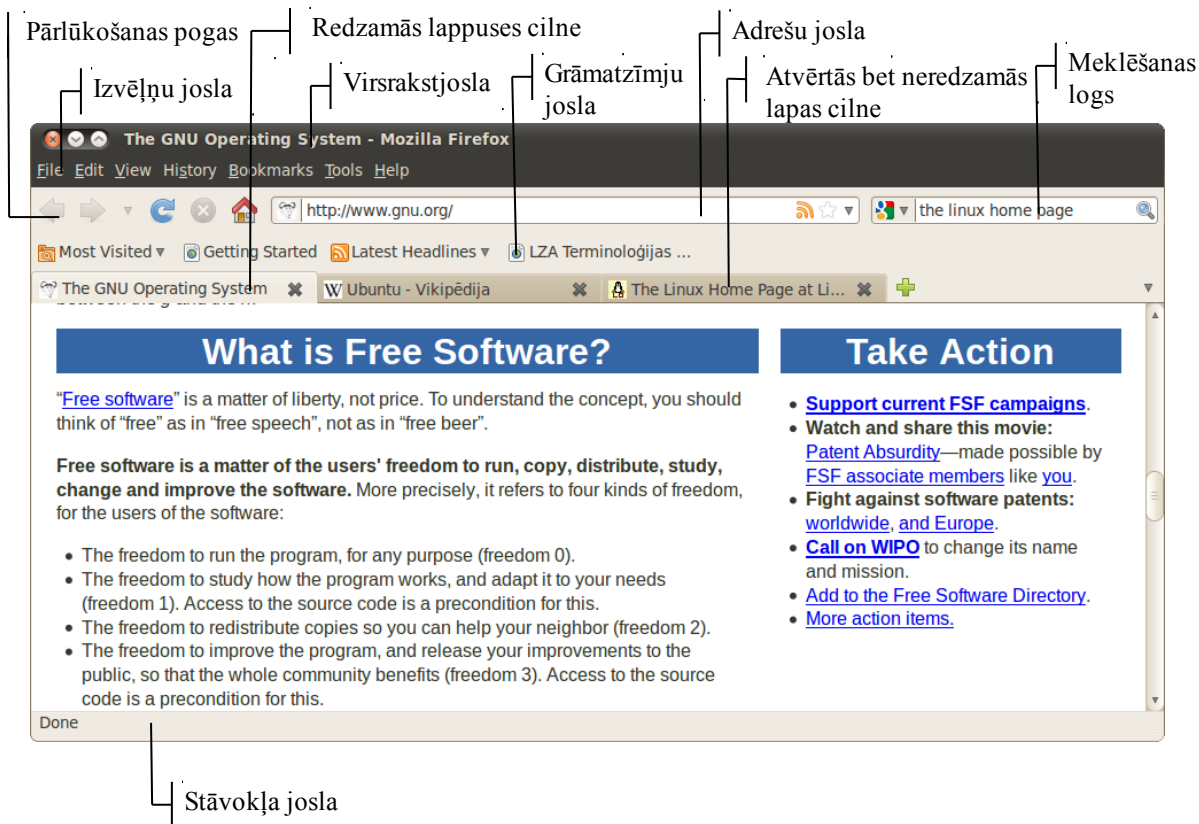 Pārlūkošanas pogas
Redzamās lappuses cilne
Adrešu josla
Izvēļņu josla
Virsrakstjosla
Grāmatzīmju
josla
Atvērtās bet neredzamās
lapas cilne
Meklēšanas
logs
The GNU Operating System - Mozilla Firefox
File Edit View History Bookmarks Tools Help
http://www.gnu.org/
the linux home page
Most Visited Getting Started Latest Headlines LZA Terminoloģijas ...
The GNU Operating System
Ubuntu - Vikipēdija
The Linux Home Page at Li...
What is Free Software?
“Free software” is a matter of liberty, not price. To understand the concept, you should
think of “free” as in “free speech”, not as in “free beer”.
Free software is a matter of the users' freedom to run, copy, distribute, study,
change and improve the software. More precisely, it refers to four kinds of freedom,
for the users of the software:
• The freedom to run the program, for any purpose (freedom 0).
• The freedom to study how the program works, and adapt it to your needs
(freedom 1). Access to the source code is a precondition for this.
• The freedom to redistribute copies so you can help your neighbor (freedom 2).
• The freedom to improve the program, and release your improvements to the
public, so that the whole community benefits (freedom 3). Access to the source
code is a precondition for this.
Take Action
• Support current FSF campaigns.
• Watch and share this movie:
Patent Absurdity—made possible by
FSF associate members like you.
• Fight against software patents:
worldwide, and Europe.
• Call on WIPO to change its name
and mission.
• Add to the Free Software Directory.
• More action items.
Done
Stāvokļa josla